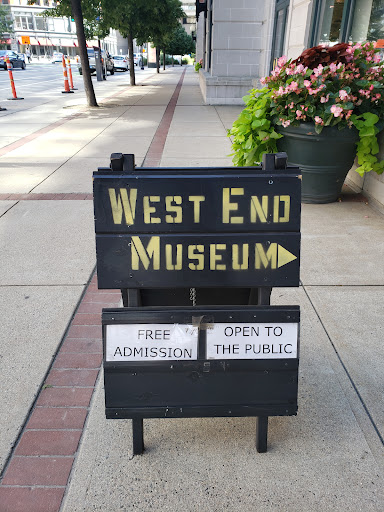 WEST END
MUSEUM
FREE
ADMISSION
OPEN TO
THE PUBLIC